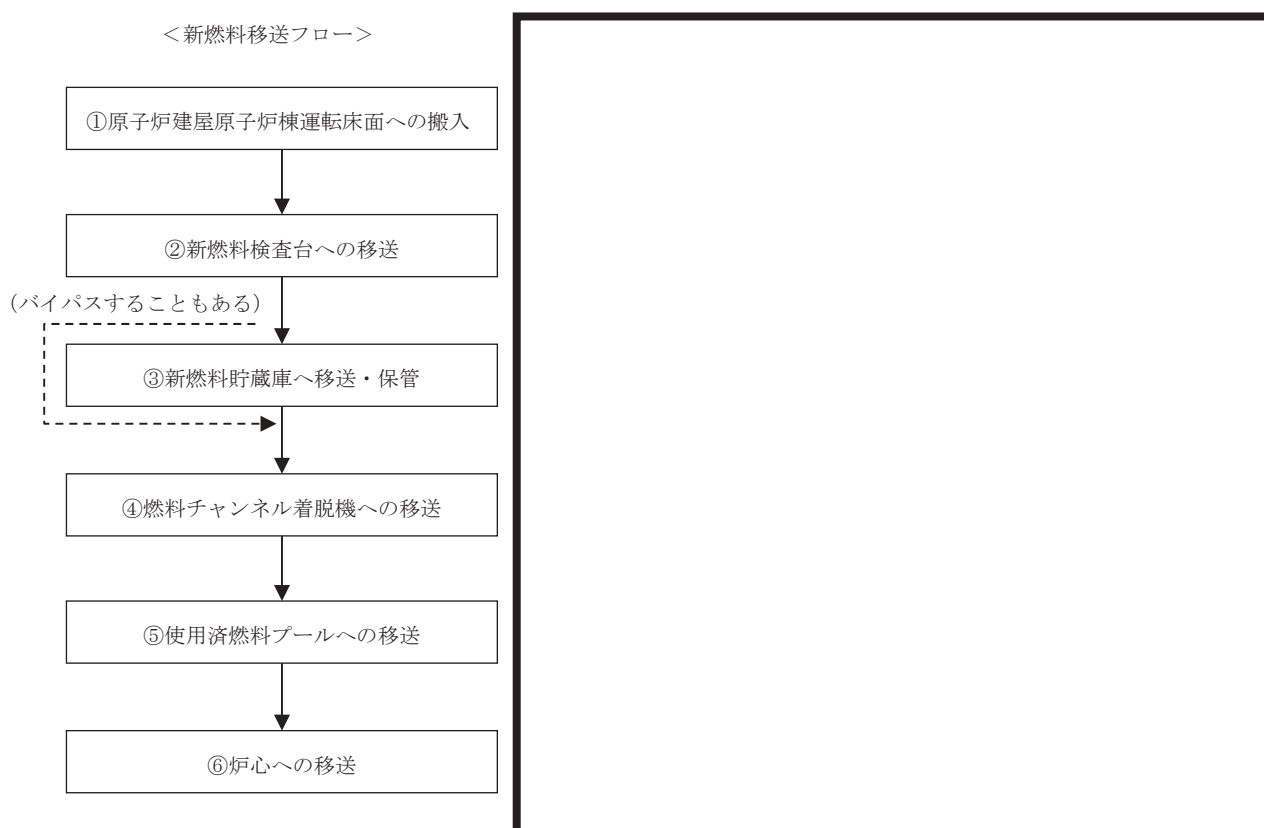 ＜新燃料移送フロー＞
①原子炉建屋原子炉棟運転床面への搬入
②新燃料検査台への移送
（バイパスすることもある）
③新燃料貯蔵庫へ移送・保管
④燃料チャンネル着脱機への移送
⑤使用済燃料プールへの移送
⑥炉心への移送